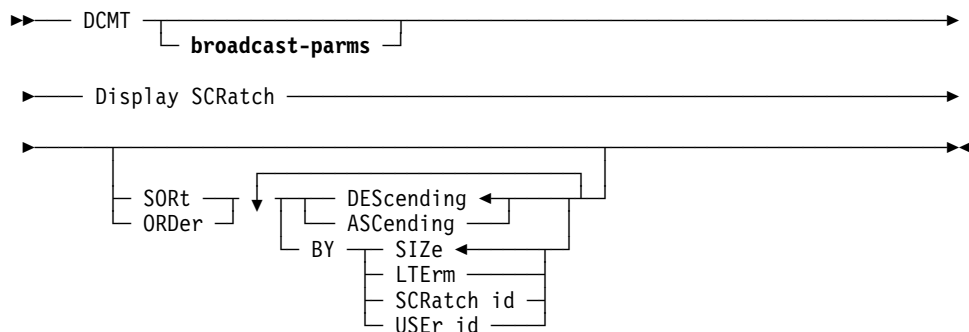 DCMT
broadcast-parms
Display SCRatch
SORt DEScending
ORDer ASCending
BY SIZe
LTErm
SCRatch id
USEr id